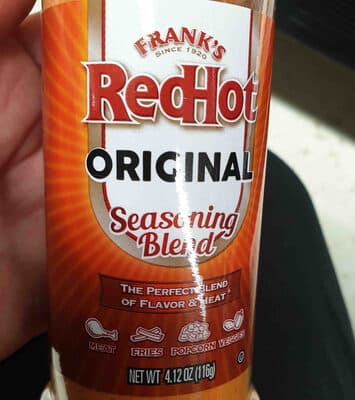 FRANK'S
SINCE 1920
RedHot
ORIGINAL
Seasoning
Blend
THE PERFECT BLEND
OF FLAVOR & HEAT
MEAT FRIES POPCORN VEGGIES
NET WT 4.12 OZ (116g)